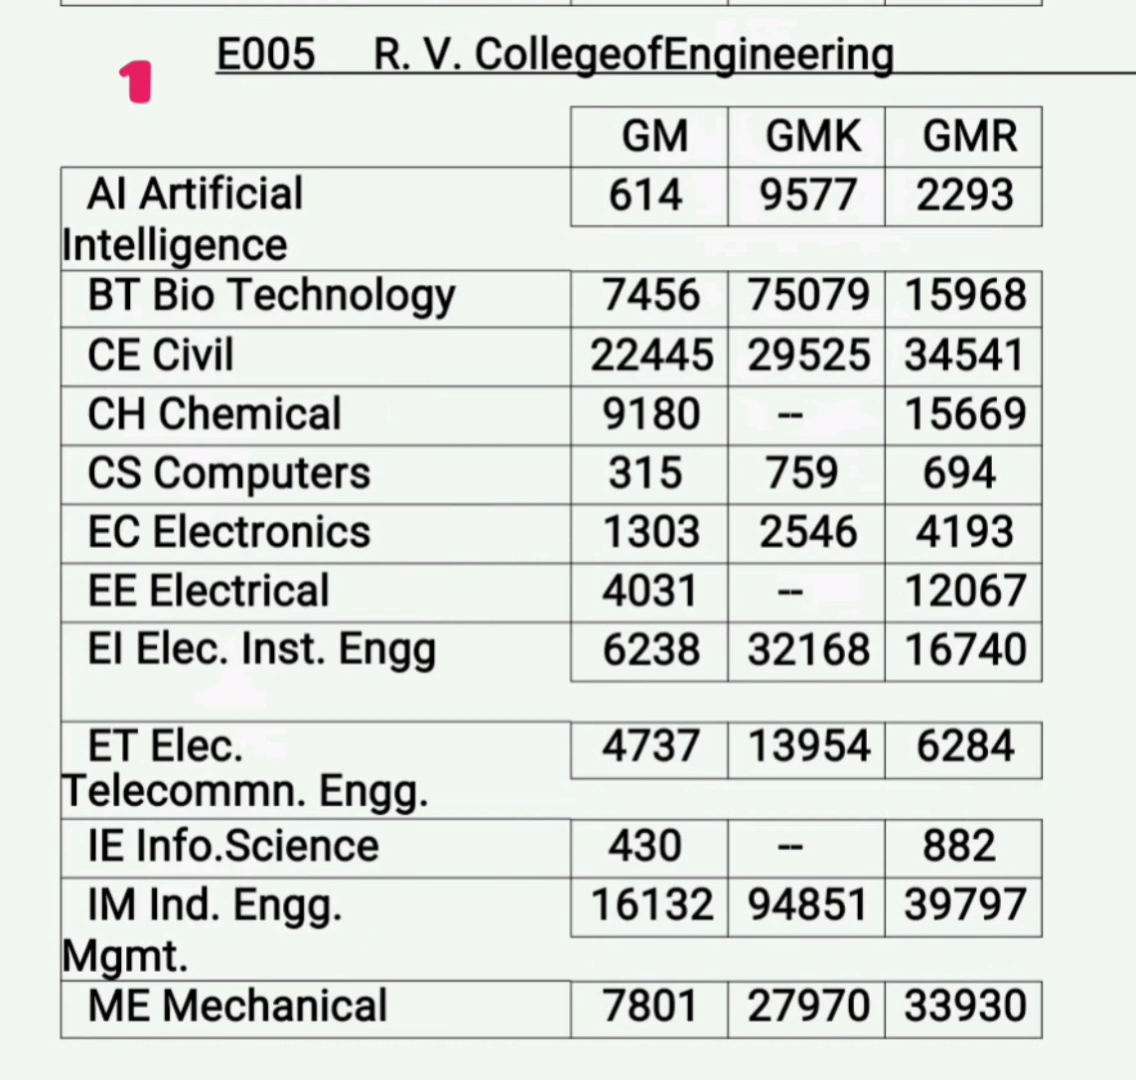 E005 R. V. CollegeofEngineering
1
GM GMK GMR
AI Artificial 614 9577 2293
Intelligence
BT Bio Technology 7456 75079 15968
CE Civil 22445 29525 34541
CH Chemical 9180 -- 15669
CS Computers 315 759 694
EC Electronics 1303 2546 4193
EE Electrical 4031 -- 12067
EI Elec. Inst. Engg 6238 32168 16740
ET Elec. 4737 13954 6284
Telecommn. Engg.
IE Info.Science 430 -- 882
IM Ind. Engg. 16132 94851 39797
Mgmt.
ME Mechanical 7801 27970 33930